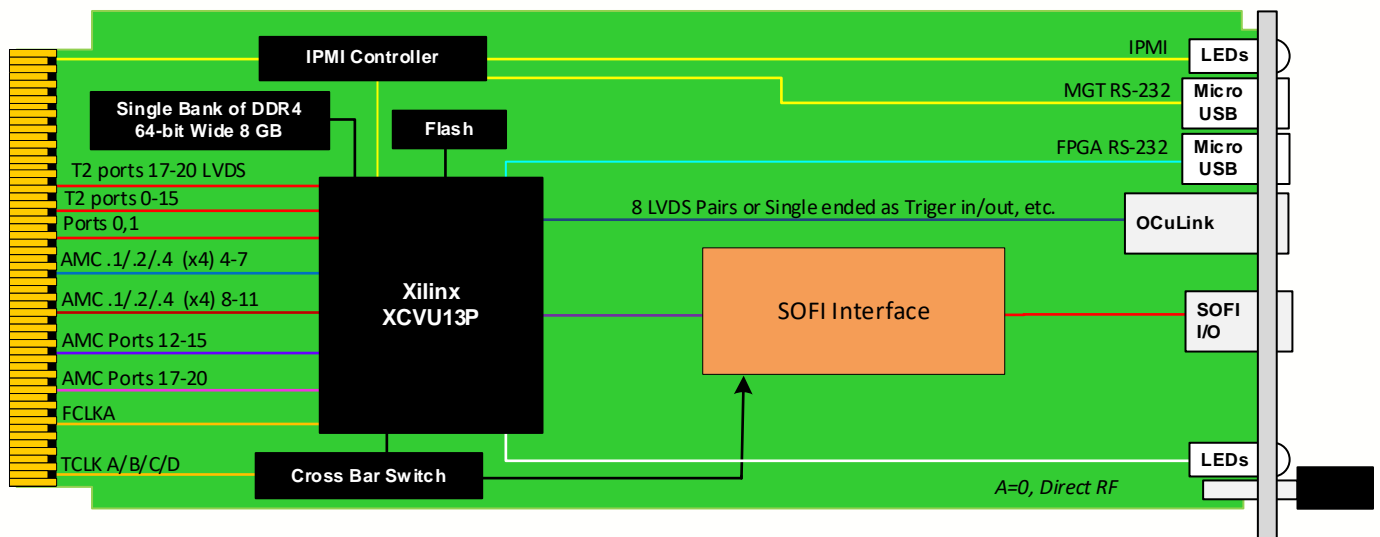 IPMI Controller
IPMI
LEDs
MGT RS-232
Micro
USB
Single Bank of DDR4
64-bit Wide 8 GB
Flash
FPGA RS-232
Micro
USB
T2 ports 17-20 LVDS
T2 ports 0-15
Ports 0,1
8 LVDS Pairs or Single ended as Triger in/out, etc.
OCuLink
AMC .1/.2/.4 (x4) 4-7
AMC .1/.2/.4 (x4) 8-11
Xilinx
XCVU13P
SOFI Interface
SOFI
I/O
AMC Ports 12-15
AMC Ports 17-20
FCLKA
TCLK A/B/C/D
Cross Bar Switch
LEDs
A=0, Direct RF